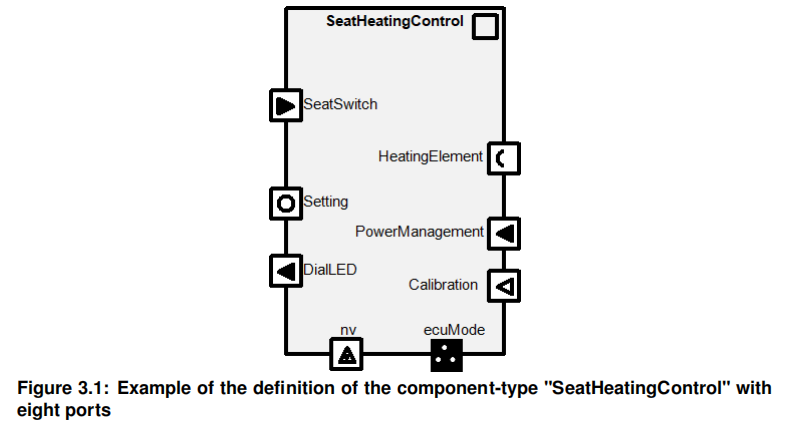 SeatHeatingControl
SeatSwitch
HeatingElement
Setting
PowerManagement
DialLED
Calibration
nv
ecuMode
Figure 3.1: Example of the definition of the component-type "SeatHeatingControl" with
eight ports